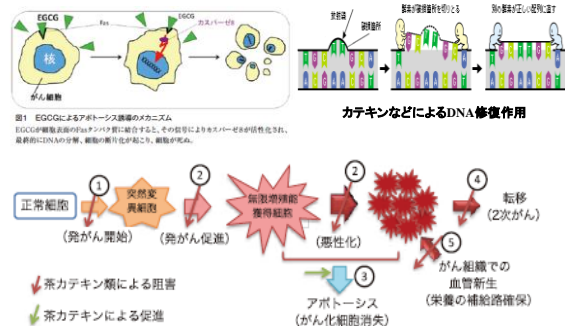 EGCG
Fas
EGCG
カスパーゼ8
核
がん細胞
図1 EGCGによるアポトーシス誘導のメカニズム
EGCGが細胞表面のFasタンパク質に結合すると、その信号によりカスパーゼ8が活性化され、
最終的にDNAの分解、細胞の断片化が起こり、細胞が死ぬ。
放射線
破損箇所
酵素が破損箇所を切りとる
別の酵素が正しい配列に直す
カテキンなどによるDNA修復作用
正常細胞
①
(発がん開始)
突然変
異細胞
②
(発がん促進)
無限増殖能
獲得細胞
②
(悪性化)
④
転移
(2次がん)
⑤
がん組織での
血管新生
(栄養の補給路確保)
③
アポトーシス
(がん化細胞消失)
茶カテキン類による阻害
茶カテキンによる促進